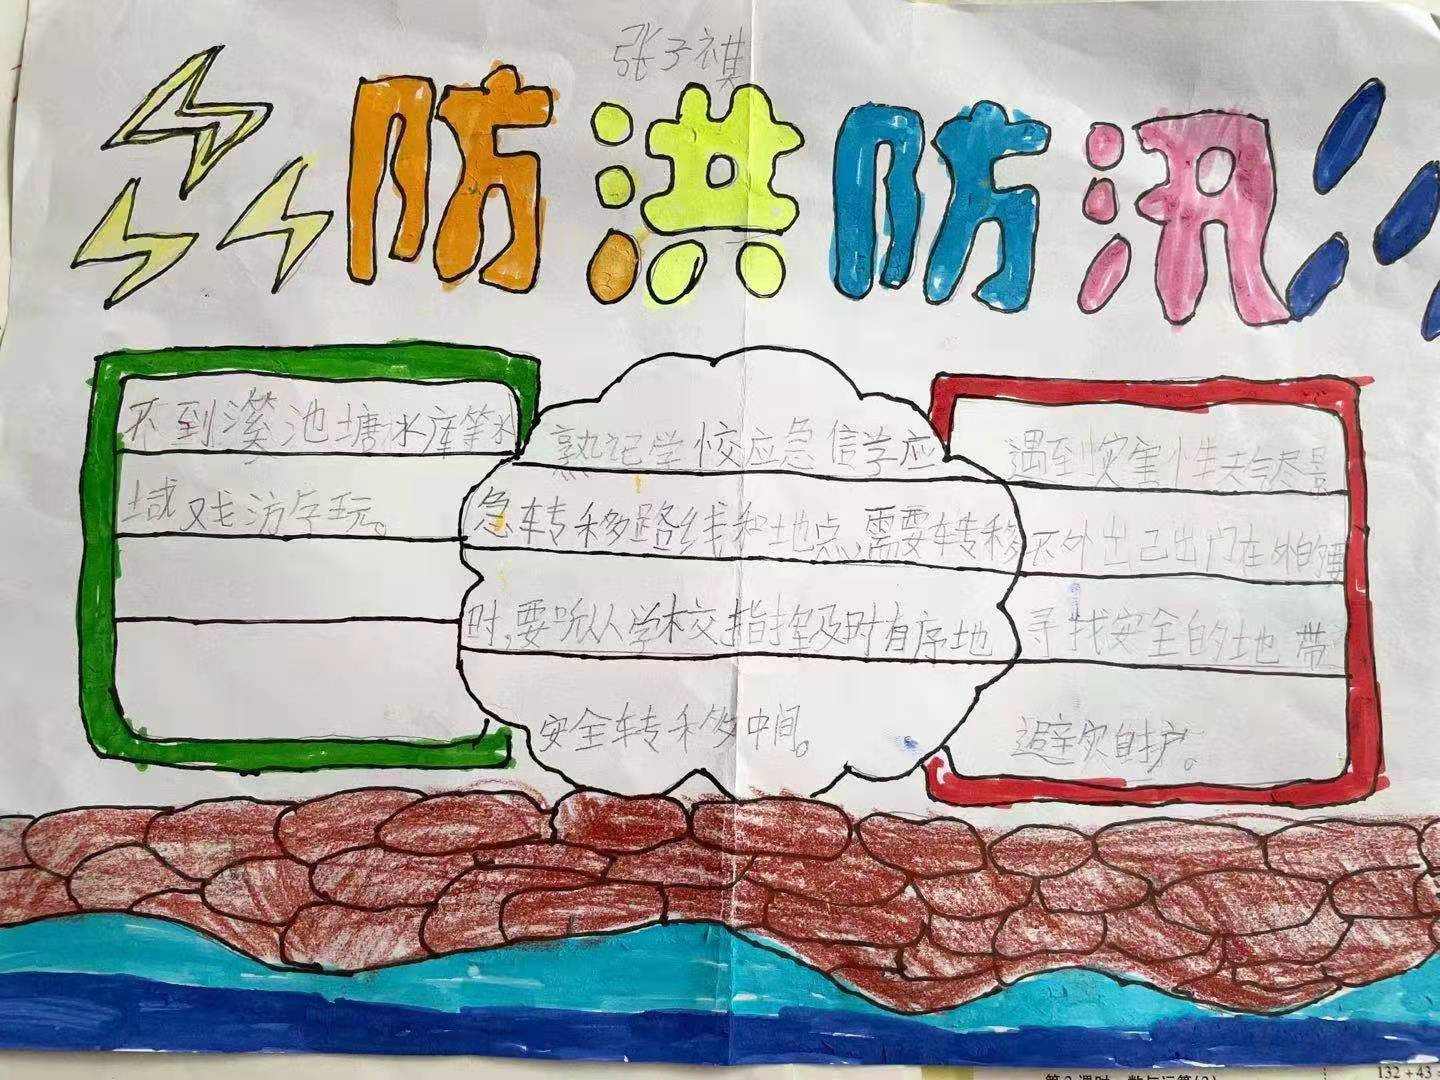 张子祺
防洪防汛
不到溪池塘水库等水
域戏游午玩。
熟记学校应急信学应
急转移路线和地点,需要转移
时,要听从学校指挥及时有序地
安全转移中间。
遇到灾害性天气尽量
不外出已出门在外的要
寻找安全的地带
避灾自护。
132+43